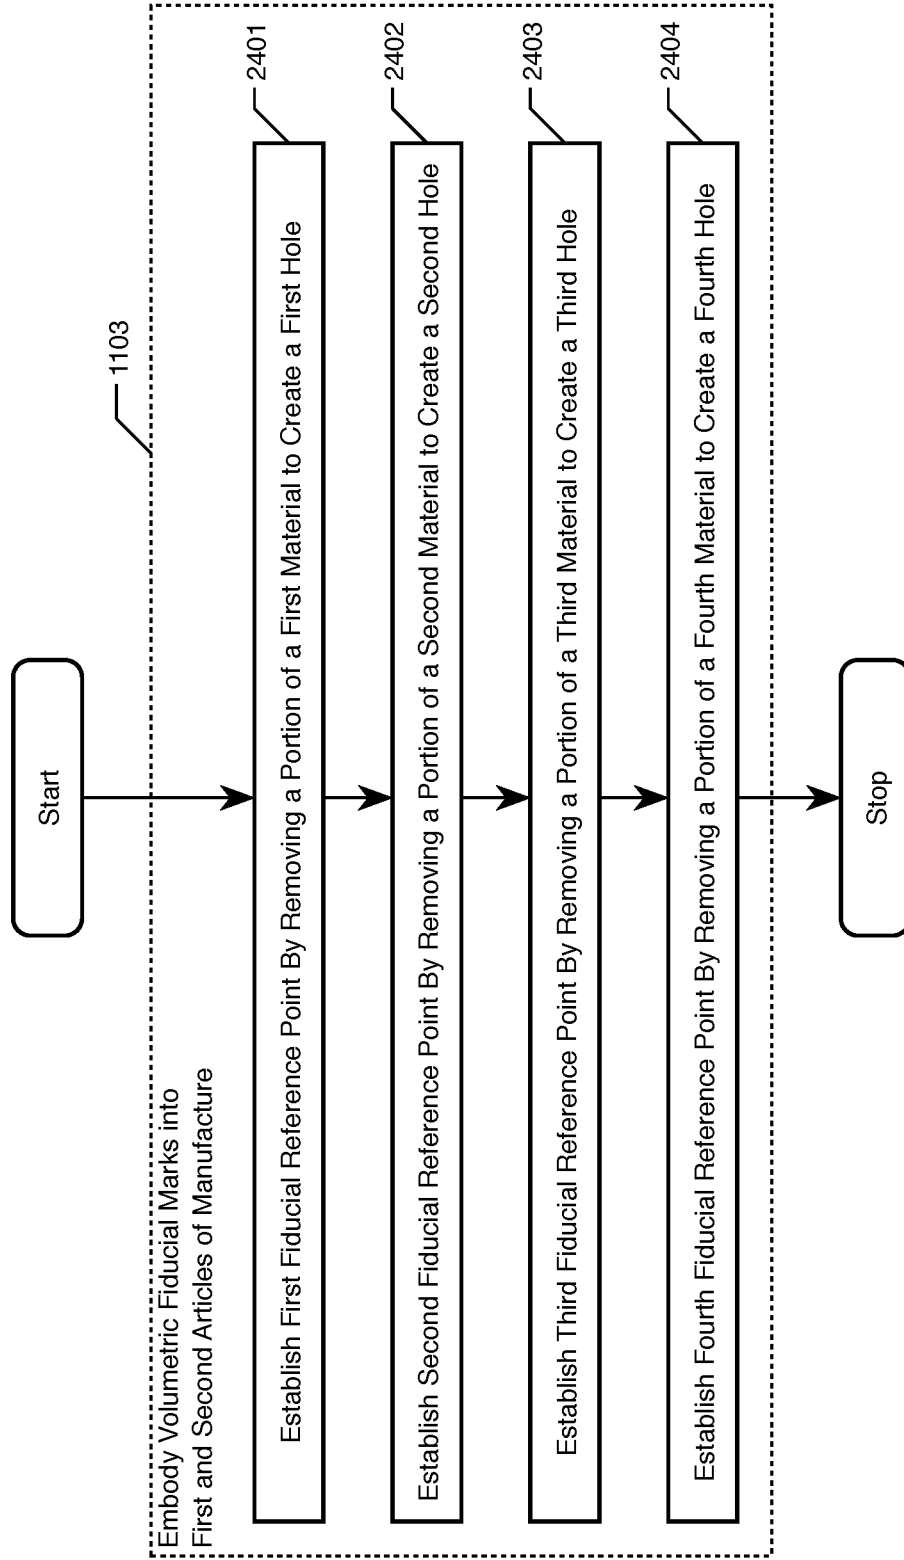 Start
1103
Embody Volumetric Fiducial Marks into
First and Second Articles of Manufacture
2401
Establish First Fiducial Reference Point By Removing a Portion of a First Material to Create a First Hole
2402
Establish Second Fiducial Reference Point By Removing a Portion of a Second Material to Create a Second Hole
2403
Establish Third Fiducial Reference Point By Removing a Portion of a Third Material to Create a Third Hole
2404
Establish Fourth Fiducial Reference Point By Removing a Portion of a Fourth Material to Create a Fourth Hole
Stop